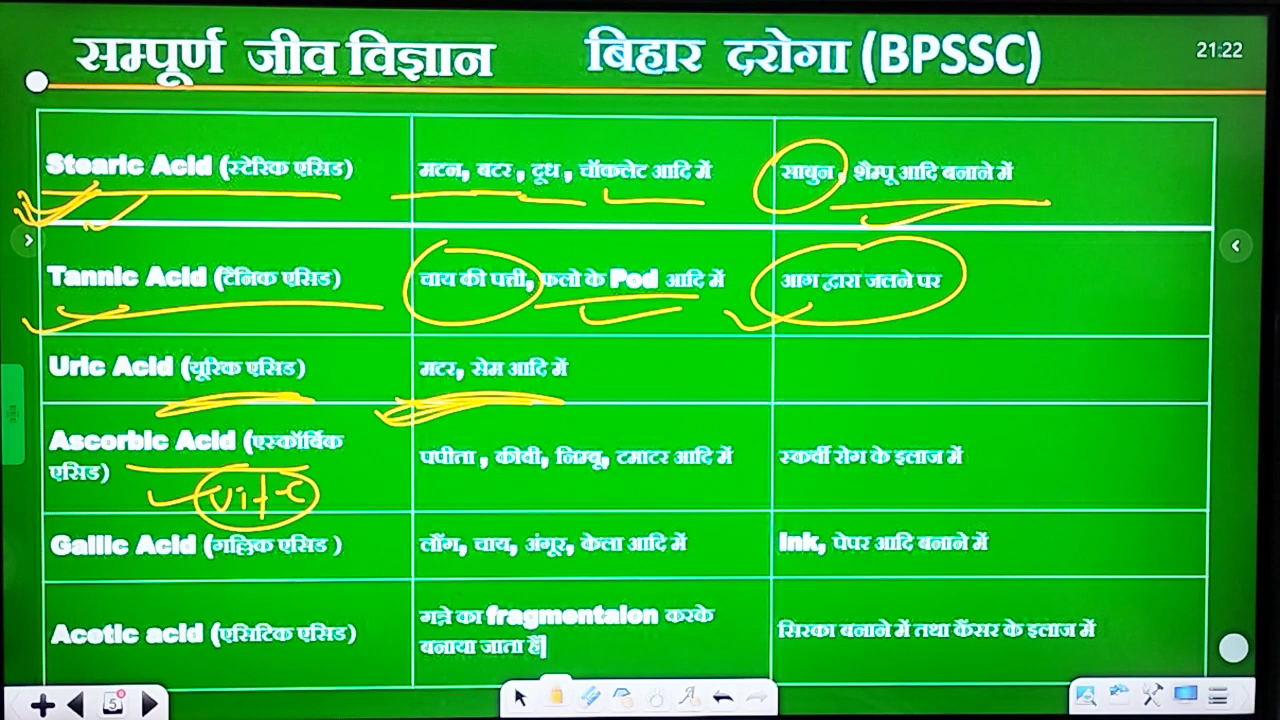 सम्पूर्ण जीव विज्ञान बिहार दरोगा (BPSSC)
21:22
Stearic Acid (स्टेरिक एसिड) मटन, बटर , दूध , चॉकलेट आदि में साबुन , शैम्पू आदि बनाने में
Tannic Acid (टैनिक एसिड) चाय की पत्ती, फलो के Pod आदि में आग द्वारा जलने पर
Uric Acid (यूरिक एसिड) मटर, सेम आदि में
Ascorbic Acid (एस्कॉर्बिक
एसिड) पपीता , कीवी, निम्बू, टमाटर आदि में स्कर्वी रोग के इलाज में
vit-c
Gallic Acid (गल्लिक एसिड ) लौंग, चाय, अंगूर, केला आदि में Ink, पेपर आदि बनाने में
Acotic acid (एसिटिक एसिड) गन्ने का fragmentaion करके
बनाया जाता हैं| सिरका बनाने में तथा कैंसर के इलाज में
5